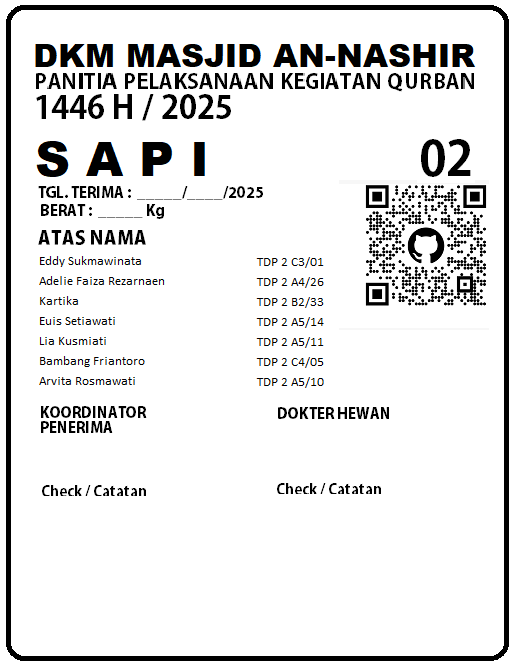 DKM MASJID AN-NASHIR
PANITIA PELAKSANAAN KEGIATAN QURBAN
1446 H / 2025
S A P I 02
TGL. TERIMA : _____/____/2025
BERAT : _____ Kg
ATAS NAMA
Eddy Sukmawinata TDP 2 C3/01
Adelie Faiza Rezarnaen TDP 2 A4/26
Kartika TDP 2 B2/33
Euis Setiawati TDP 2 A5/14
Lia Kusmiati TDP 2 A5/11
Bambang Friantoro TDP 2 C4/05
Arvita Rosmawati TDP 2 A5/10
KOORDINATOR DOKTER HEWAN
PENERIMA
Check / Catatan Check / Catatan